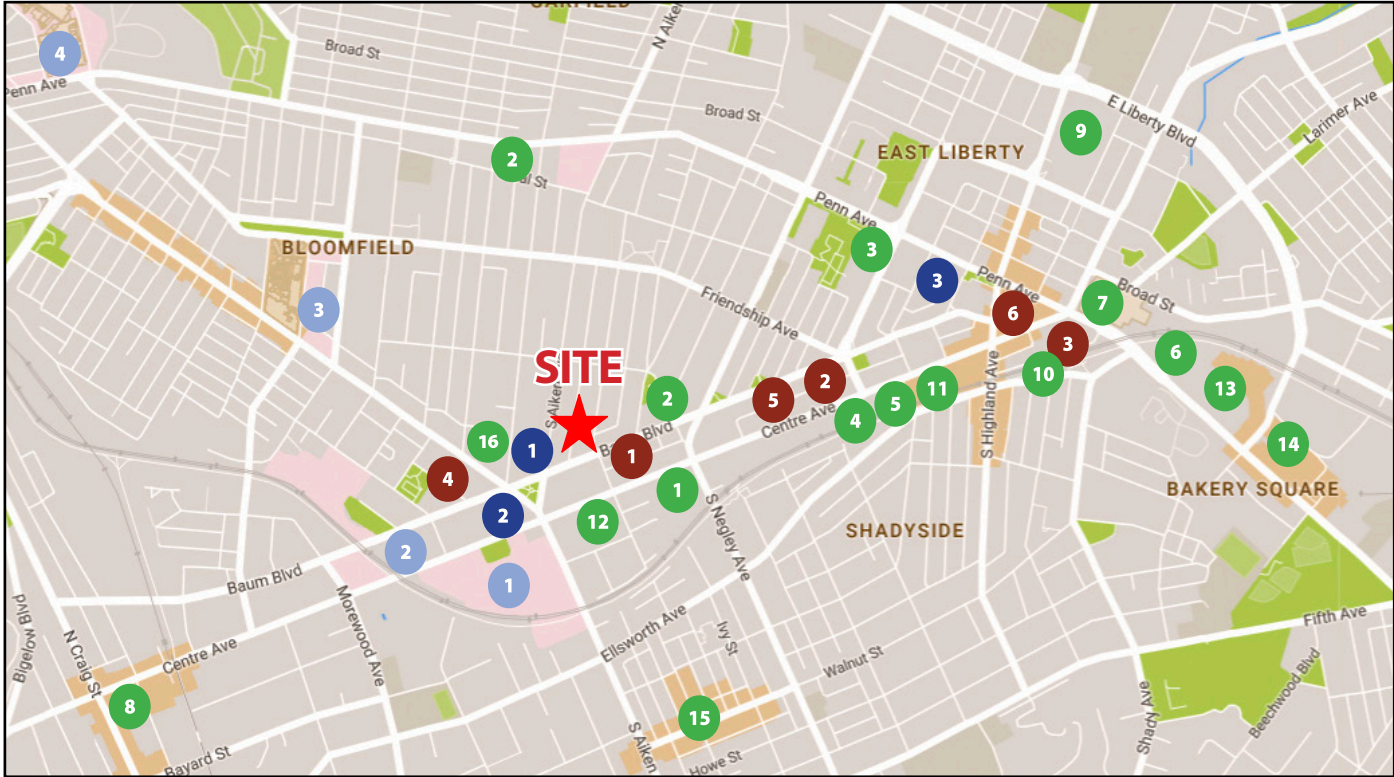 GARFIELD
N Aiken
4
Broad St
Penn Ave
Broad St
E Liberty Blvd
Larimer Ave
9
EAST LIBERTY
2
Penn Ave
BLOOMFIELD
3
3
Penn Ave
Broad St
7
3
Friendship Ave
6
3
6
SITE
S Aiken
2
10
13
2
5
11
5
4
S Highland Ave
Centre Ave
Baum Blvd
16
1
1
14
4
1
BAKERY SQUARE
2
12
S Negley Ave
SHADYSIDE
2
1
Baum Blvd
Morewood Ave
Bigelow Blvd
N Craig St
Centre Ave
Ellsworth Ave
Ivy St
Walnut St
Fifth Ave
Beechwood Blvd
Shady Ave
8
15
S Aiken
Howe St
Bayard St